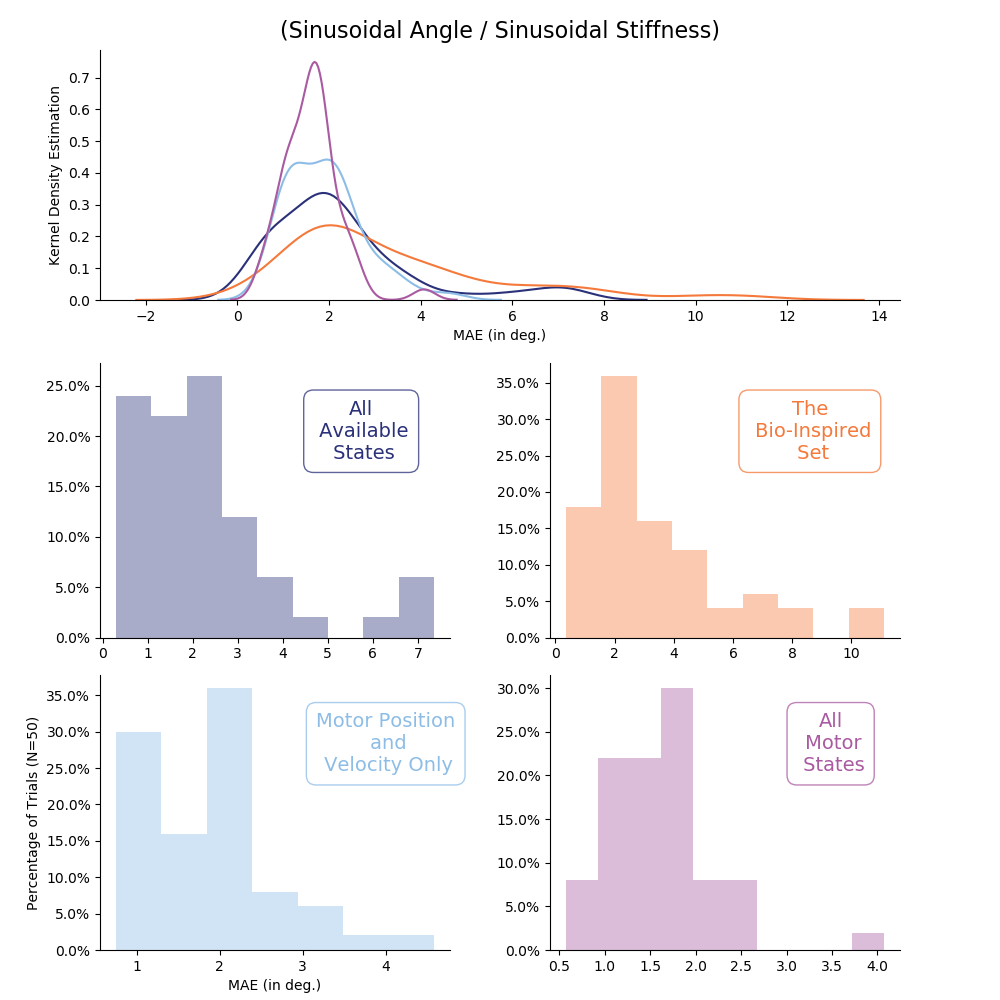 (Sinusoidal Angle / Sinusoidal Stiffness)
Kernel Density Estimation
0.7
0.6
0.5
0.4
0.3
0.2
0.1
0.0
−2 0 2 4 6 8 10 12 14
MAE (in deg.)
25.0%
20.0%
15.0%
10.0%
5.0%
0.0%
0 1 2 3 4 5 6 7
All
Available
States
35.0%
30.0%
25.0%
20.0%
15.0%
10.0%
5.0%
0.0%
0 2 4 6 8 10
The
Bio-Inspired
Set
Percentage of Trials (N=50)
35.0%
30.0%
25.0%
20.0%
15.0%
10.0%
5.0%
0.0%
1 2 3 4
MAE (in deg.)
Motor Position
and
Velocity Only
30.0%
25.0%
20.0%
15.0%
10.0%
5.0%
0.0%
0.5 1.0 1.5 2.0 2.5 3.0 3.5 4.0
All
Motor
States